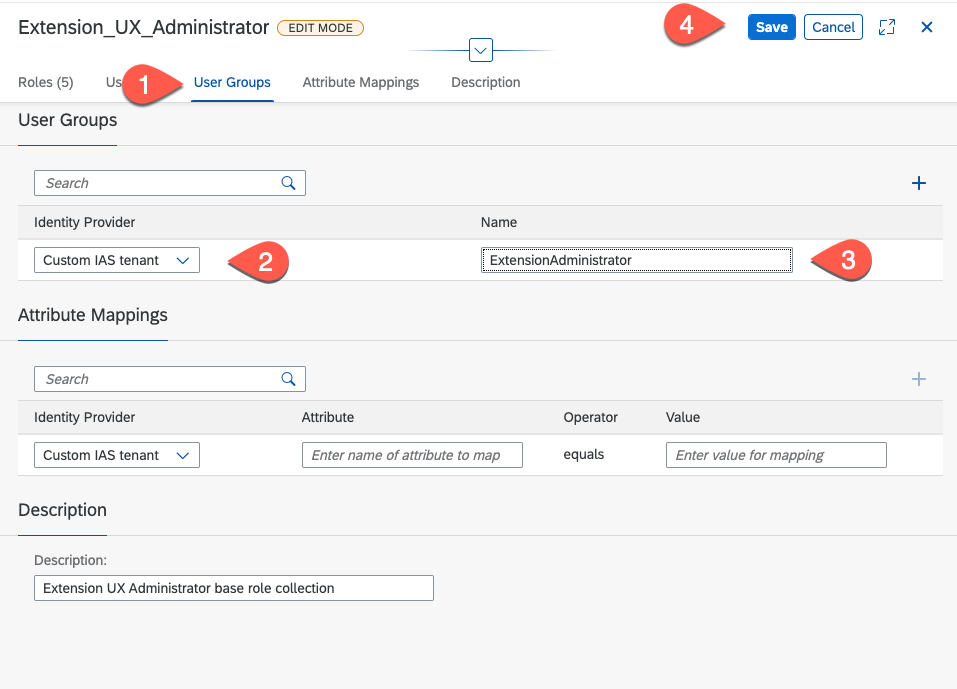 Extension_UX_Administrator EDIT MODE 4 Save Cancel
Roles (5) Us 1 User Groups Attribute Mappings Description
User Groups
Search
Identity Provider Name
Custom IAS tenant 2 ExtensionAdministrator 3
Attribute Mappings
Search
Identity Provider Attribute Operator Value
Custom IAS tenant Enter name of attribute to map equals Enter value for mapping
Description
Description:
Extension UX Administrator base role collection